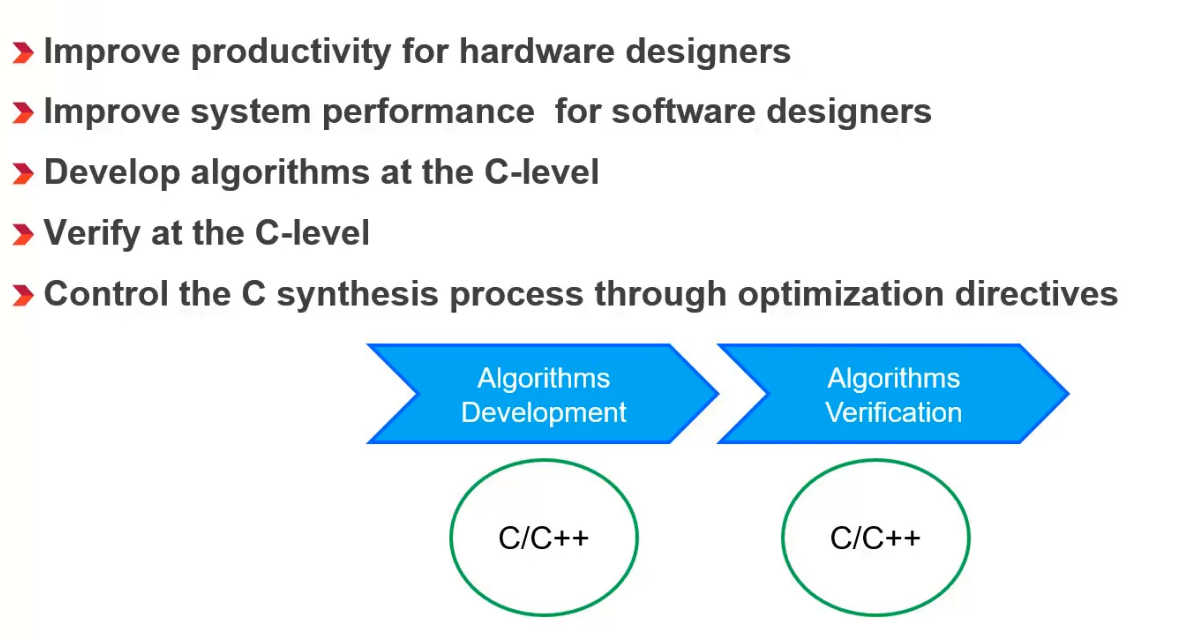 Improve productivity for hardware designers
Improve system performance  for software designers
Develop algorithms at the C-level
Verify at the C-level
Control the C synthesis process through optimization directives
Algorithms
Development
Algorithms
Verification
C/C++
C/C++